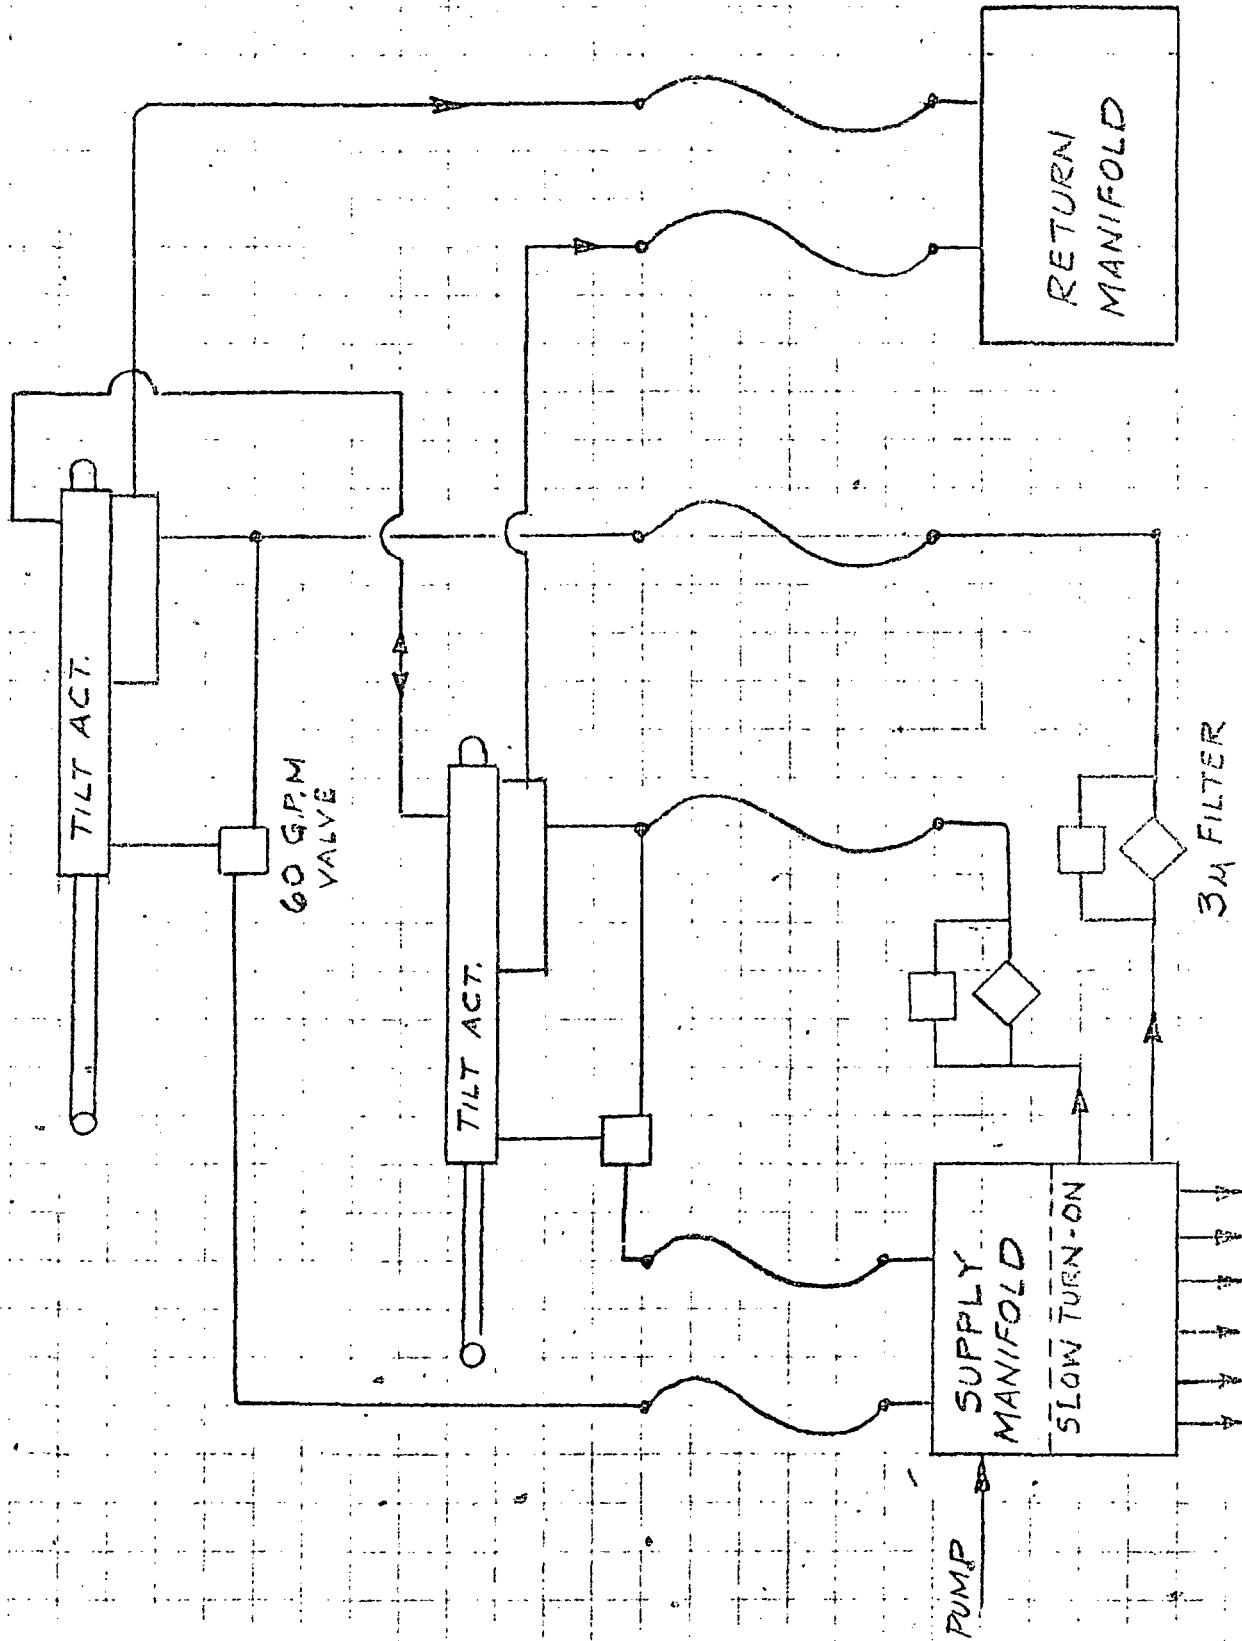 TILT ACT.
60 G.P.M
VALVE
TILT ACT.
RETURN
MANIFOLD
3μ FILTER
SUPPLY
MANIFOLD
SLOW TURN-ON
PUMP